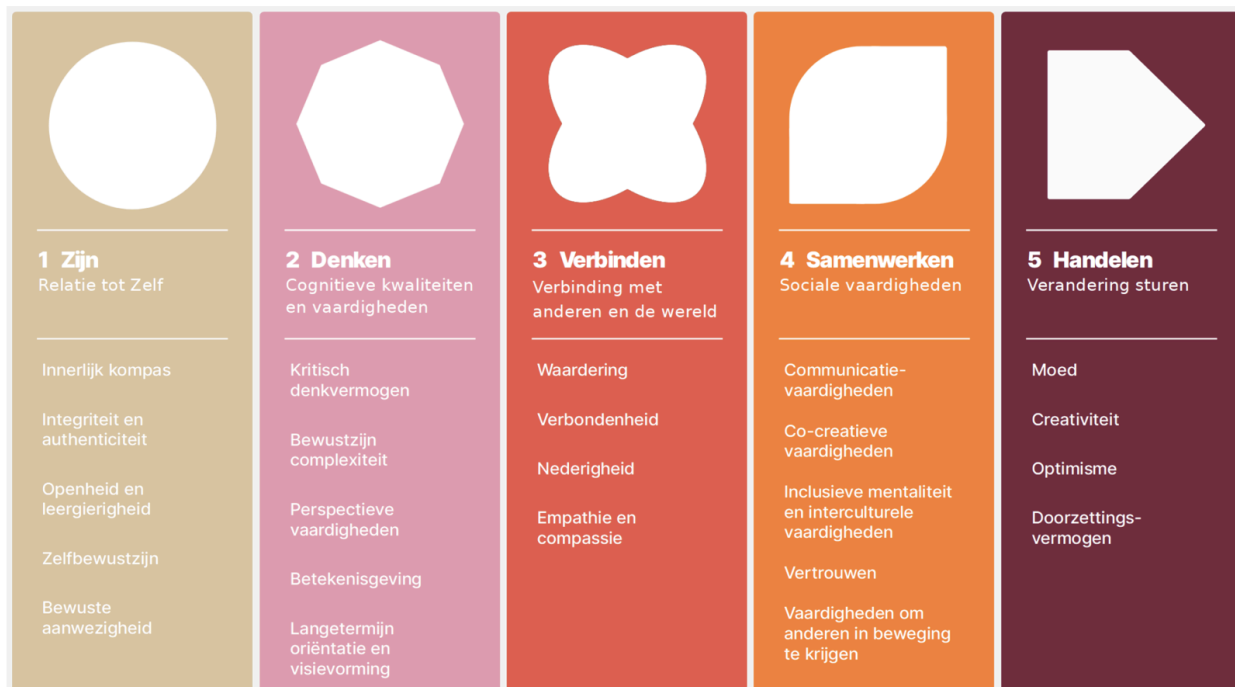 1 Zijn
Relatie tot Zelf
Innerlijk kompas
Integriteit en
authenticiteit
Openheid en
leergierigheid
Zelfbewustzijn
Bewuste
aanwezigheid
2 Denken
Cognitieve kwaliteiten
en vaardigheden
Kritisch
denkvermogen
Bewustzijn
complexiteit
Perspectieve
vaardigheden
Betekenisgeving
Langetermijn
oriëntatie en
visievorming
3 Verbinden
Verbinding met
anderen en de wereld
Waardering
Verbondenheid
Nederigheid
Empathie en
compassie
4 Samenwerken
Sociale vaardigheden
Communicatie-
vaardigheden
Co-creatieve
vaardigheden
Inclusieve mentaliteit
en interculturele
vaardigheden
Vertrouwen
Vaardigheden om
anderen in beweging
te krijgen
5 Handelen
Verandering sturen
Moed
Creativiteit
Optimisme
Doorzettings-
vermogen